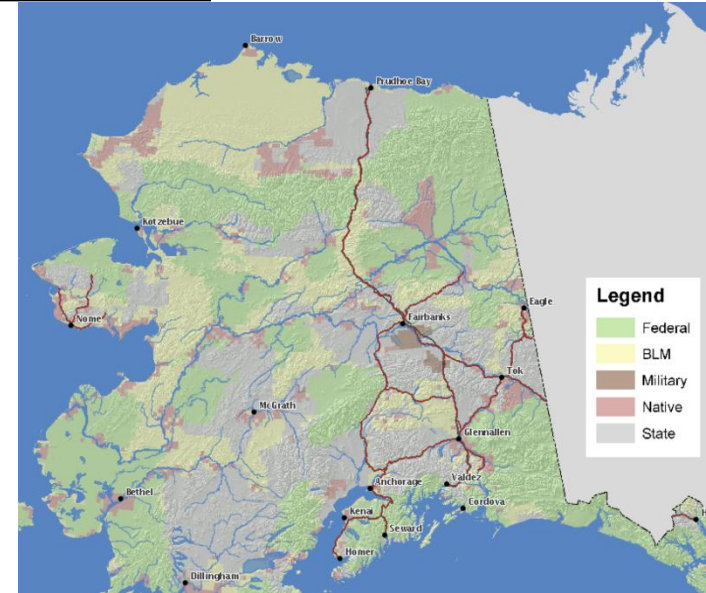 Barrow
Prudhoe Bay
Kotzebue
Nome
Fairbanks
Eagle
Tok
McGrath
Glennallen
Bethel
Anchorage
Valdez
Kenai
Cordova
Seward
Homer
Dillingham
H
Legend
Federal
BLM
Military
Native
State